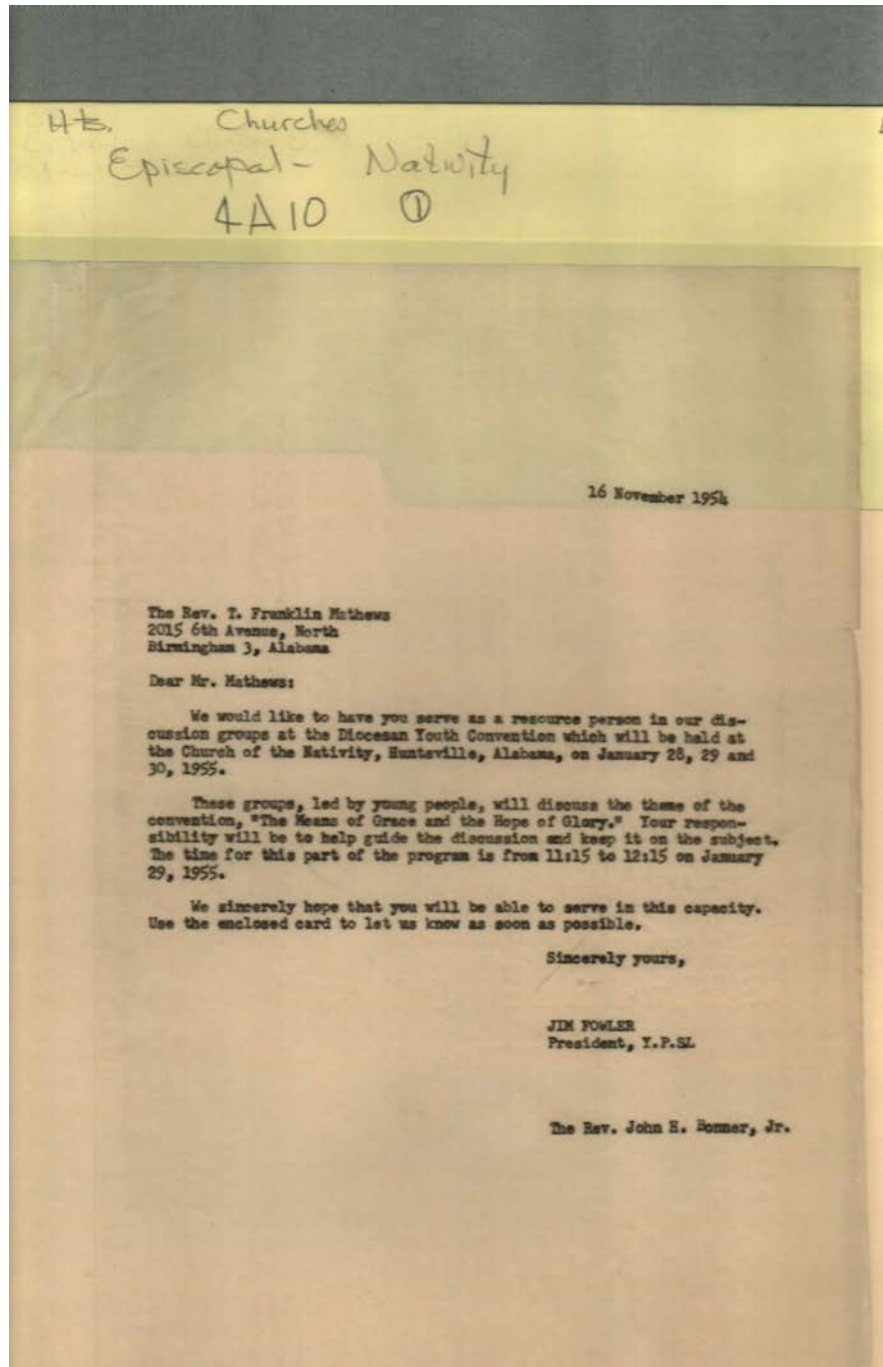 Hts. Churches
Episcopal - Nativity
4A10 ①
16 November 1954
The Rev. T. Franklin Mathews
2015 6th Avenue, North
Birmingham 3, Alabama
Dear Mr. Mathews:
We would like to have you serve as a resource person in our dis-
cussion groups at the Diocesan Youth Convention which will be held at
the Church of the Nativity, Huntsville, Alabama, on January 28, 29 and
30, 1955.
These groups, led by young people, will discuss the theme of the
convention, "The Means of Grace and the Hope of Glory." Your respon-
sibility will be to help guide the discussion and keep it on the subject.
The time for this part of the program is from 11:15 to 12:15 on January
29, 1955.
We sincerely hope that you will be able to serve in this capacity.
Use the enclosed card to let us know as soon as possible.
Sincerely yours,
JIM FOWLER
President, Y.P.SL
The Rev. John H. Bonner, Jr.